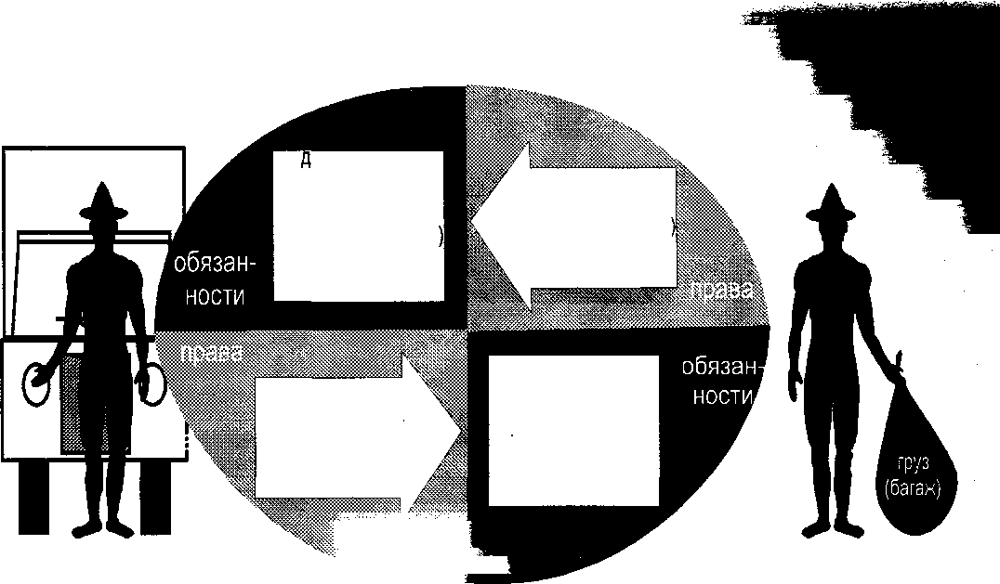 Д
)
)
обязан-
ности
права
права
обязан-
ности
груз
(багаж)